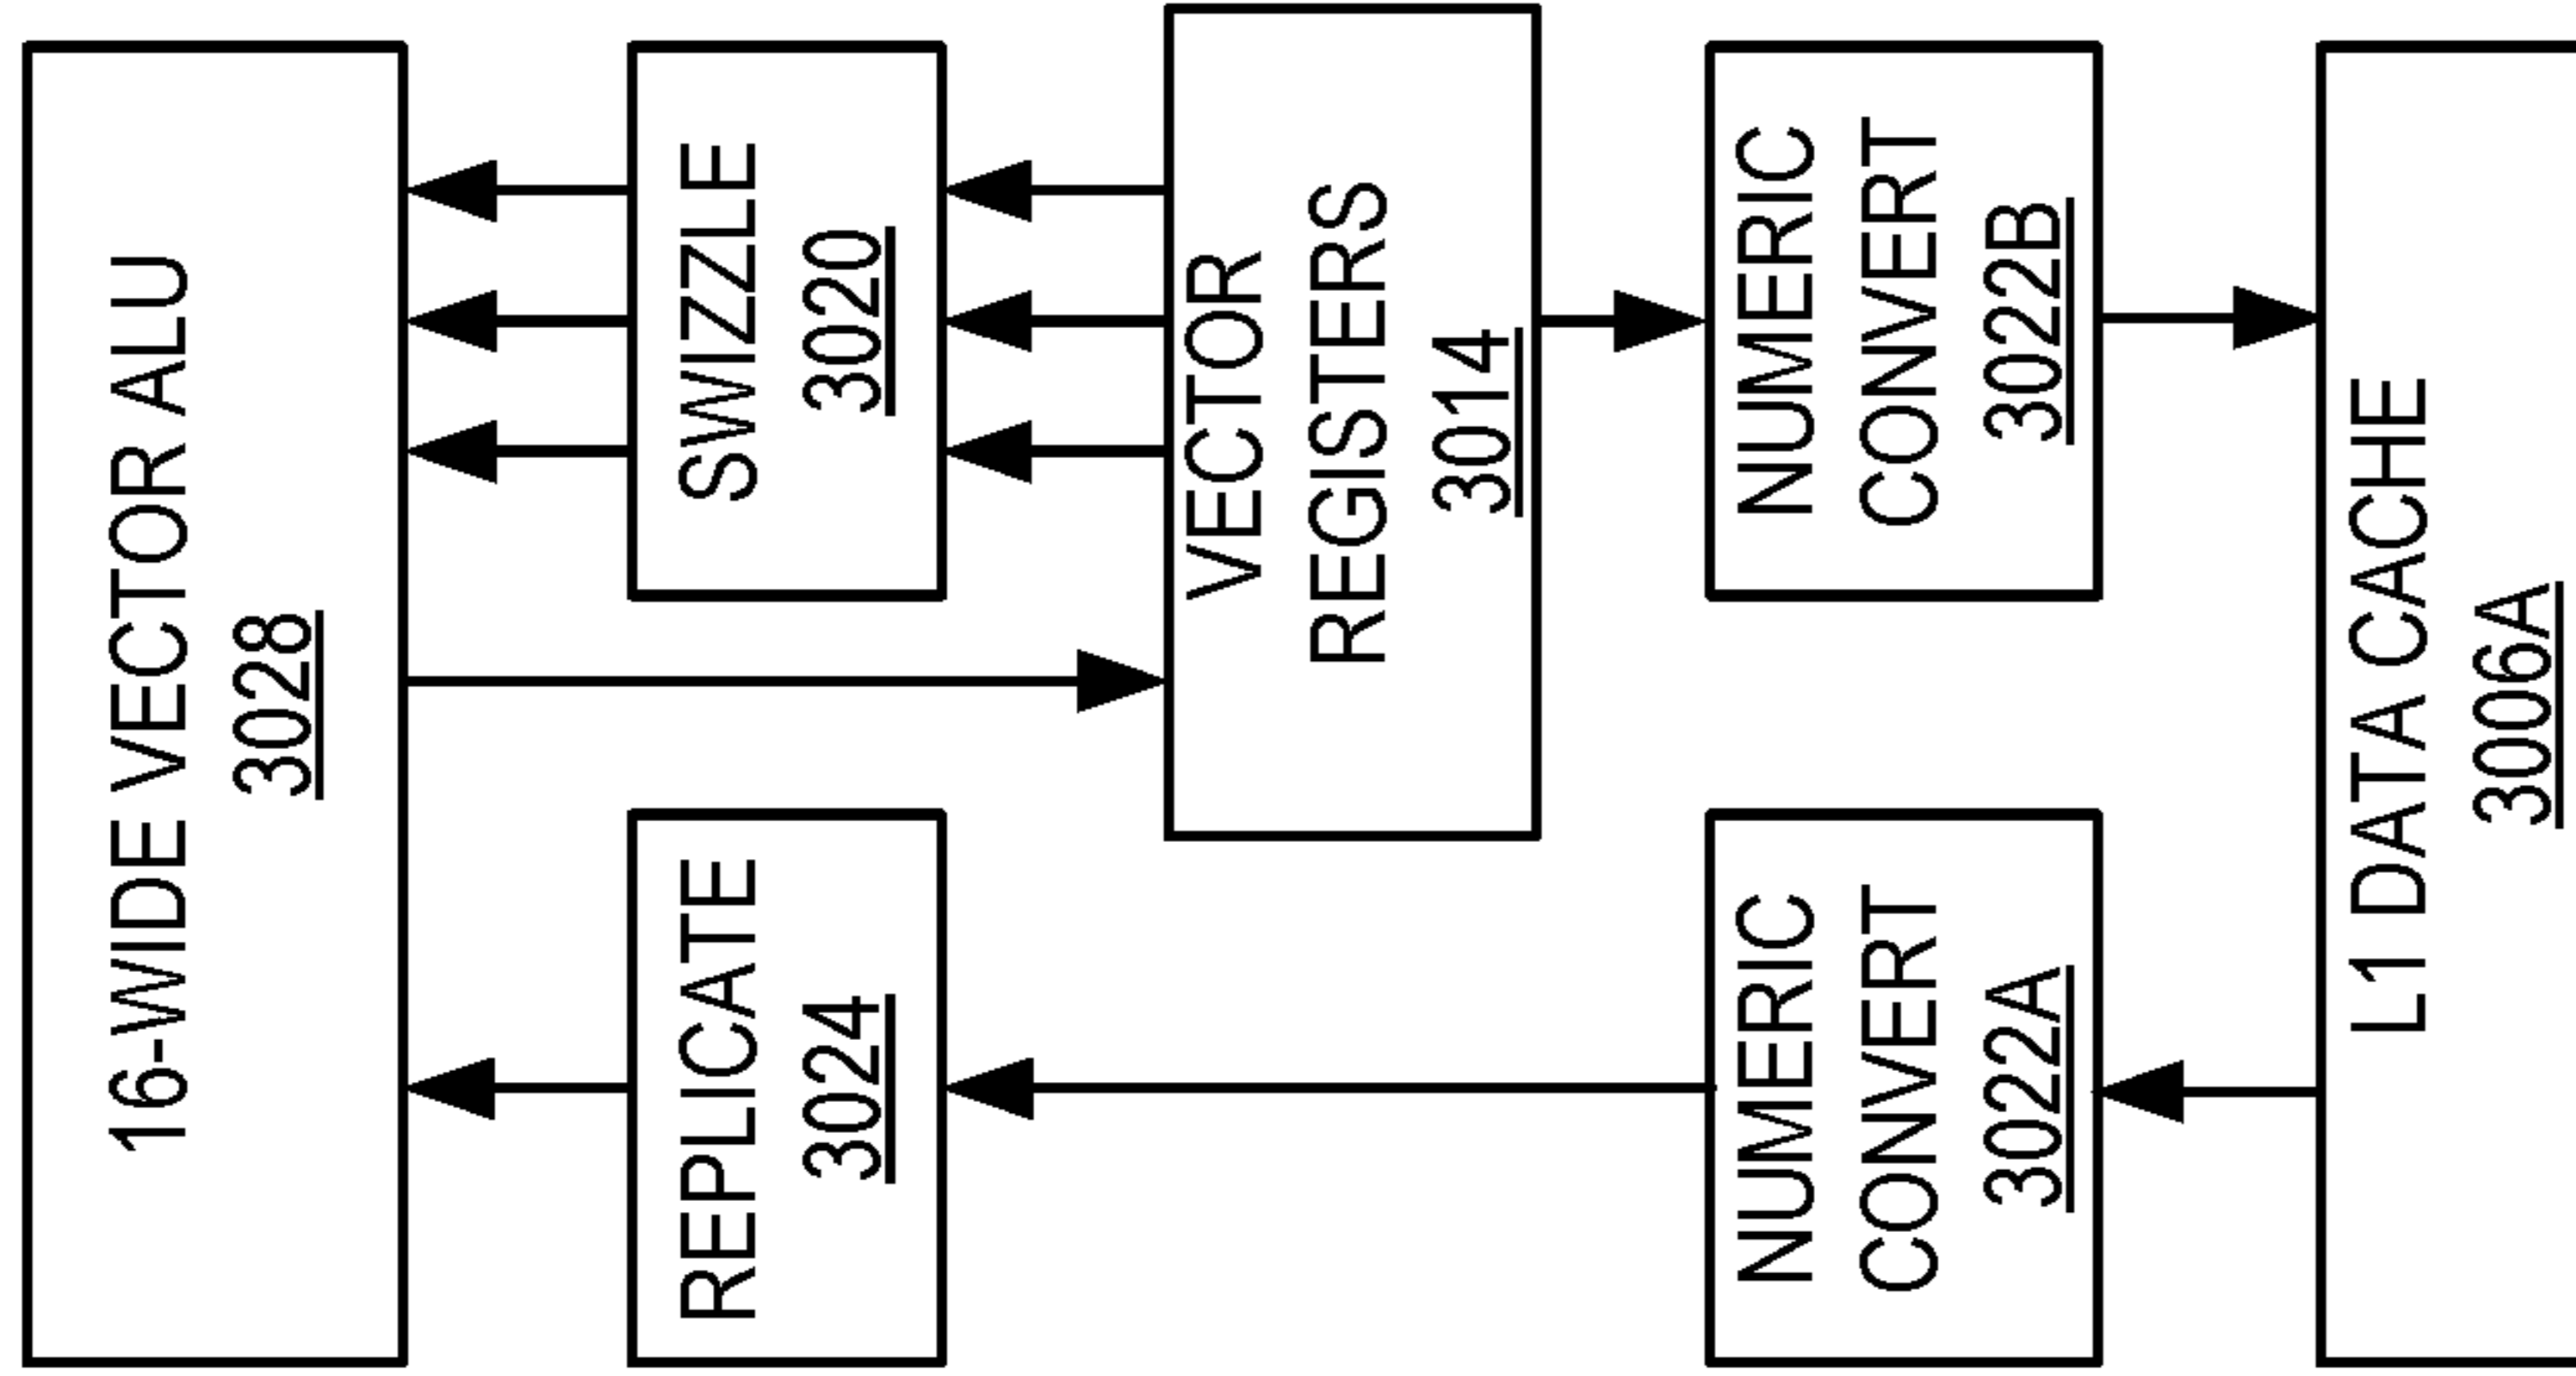 16-WIDE VECTOR ALU
3028
REPLICATE
3024
SWIZZLE
3020
VECTOR
REGISTERS
3014
NUMERIC
CONVERT
3022A
NUMERIC
CONVERT
3022B
L1 DATA CACHE
3006A